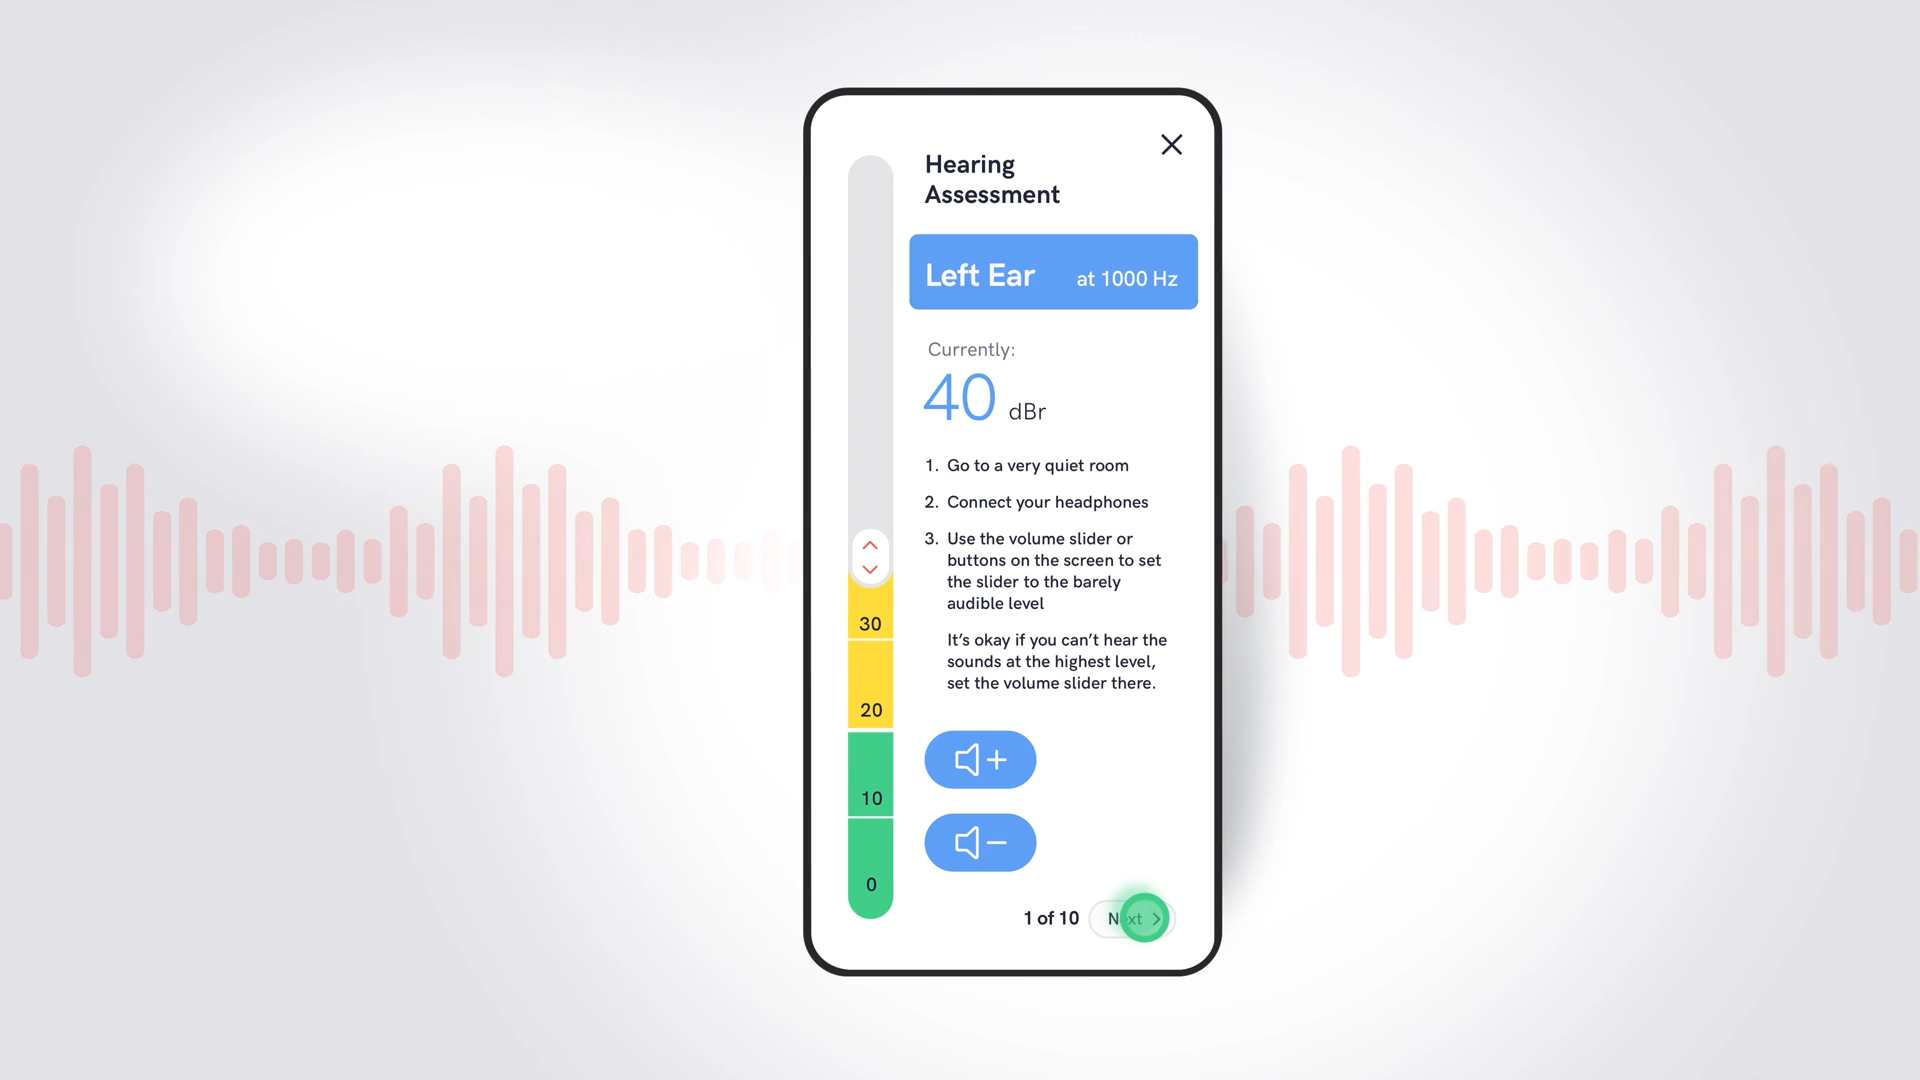 Hearing
Assessment
Left Ear at 1000 Hz
Currently:
40 dBr
1. Go to a very quiet room
2. Connect your headphones
3. Use the volume slider or
buttons on the screen to set
the slider to the barely
audible level
It’s okay if you can’t hear the
sounds at the highest level,
set the volume slider there.
30
20
10
0
1 of 10 Next